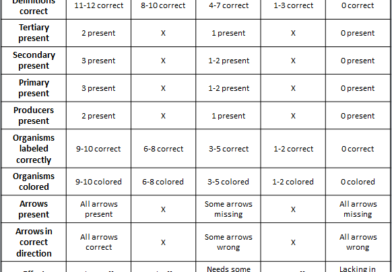 Definitions
correct
11-12 correct
8-10 correct
4-7 correct
1-3 correct
0 correct
Tertiary
present
2 present
X
1 present
X
0 present
Secondary
present
3 present
X
1-2 present
X
0 present
Primary
present
3 present
X
1-2 present
X
0 present
Producers
present
2 present
X
1 present
X
0 present
Organisms
labeled
correctly
9-10 correct
6-8 correct
3-5 correct
1-2 correct
0 correct
Organisms
colored
9-10 colored
6-8 colored
3-5 colored
1-2 colored
0 colored
Arrows
present
All arrows
present
X
Some arrows
missing
X
All arrows
missing
Arrows in
correct
direction
All arrows
correct
X
Some arrows
wrong
X
All arrows
wrong
Needs some
Lacking in